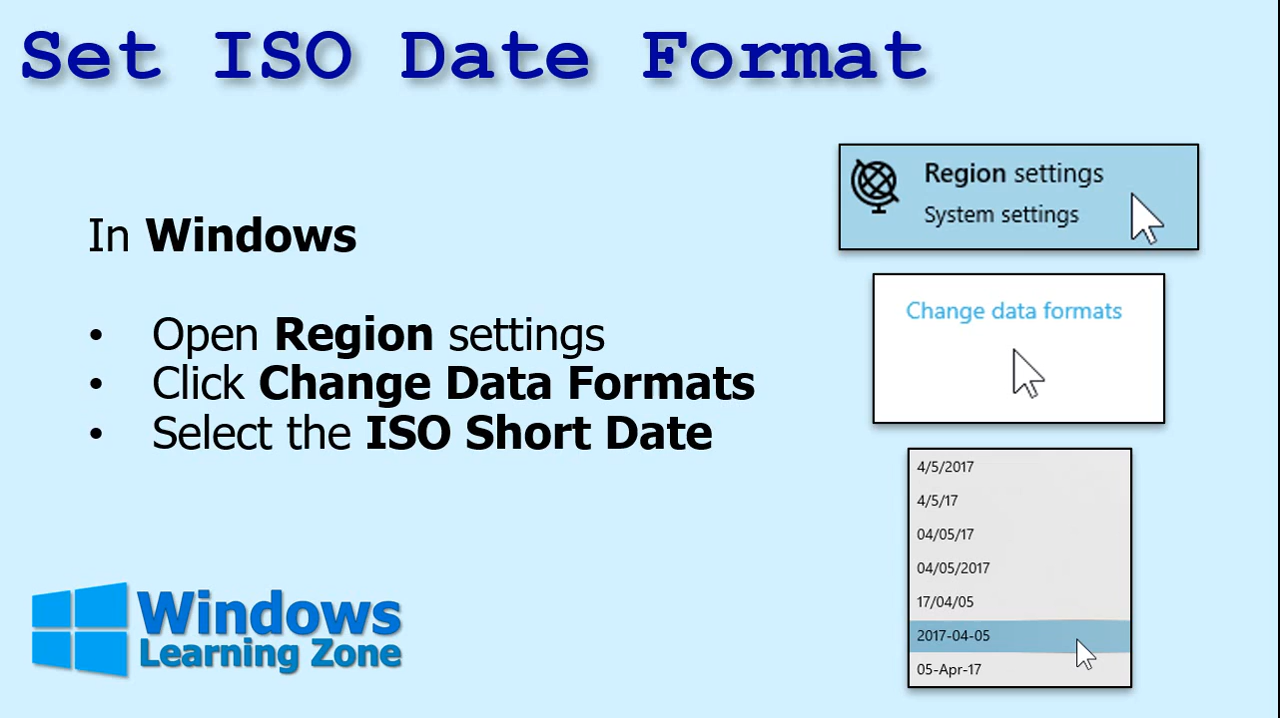 Set ISO Date Format
In Windows
• Open Region settings
• Click Change Data Formats
• Select the ISO Short Date
Region settings
System settings
Change data formats
4/5/2017
4/5/17
04/05/17
04/05/2017
17/04/05
2017-04-05
05-Apr-17
Windows
Learning Zone